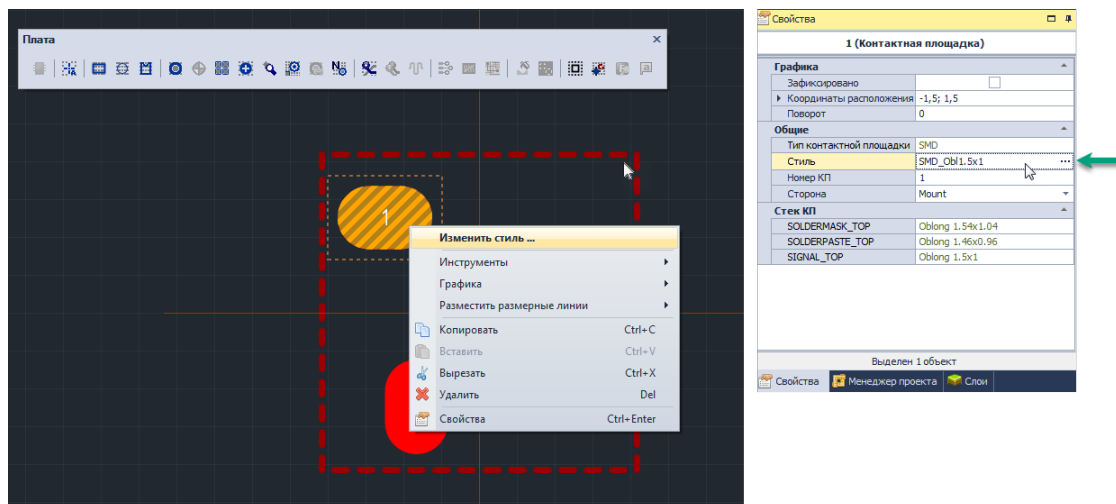 Плата
1
Изменить стиль ...
Инструменты
Графика
Разместить размерные линии
Копировать Ctrl+C
Вставить Ctrl+V
Вырезать Ctrl+X
Удалить Del
Свойства Ctrl+Enter
Свойства
1 (Контактная площадка)
Графика
Зафиксировано
Координаты расположения -1,5; 1,5
Поворот 0
Общие
Тип контактной площадки SMD
Стиль SMD_Obl1.5x1 ...
Номер КП 1
Сторона Mount
Стек КП
SOLDERMASK_TOP Oblong 1.54x1.04
SOLDERPASTE_TOP Oblong 1.46x0.96
SIGNAL_TOP Oblong 1.5x1
Выделен 1 объект
Свойства Менеджер проекта Слои